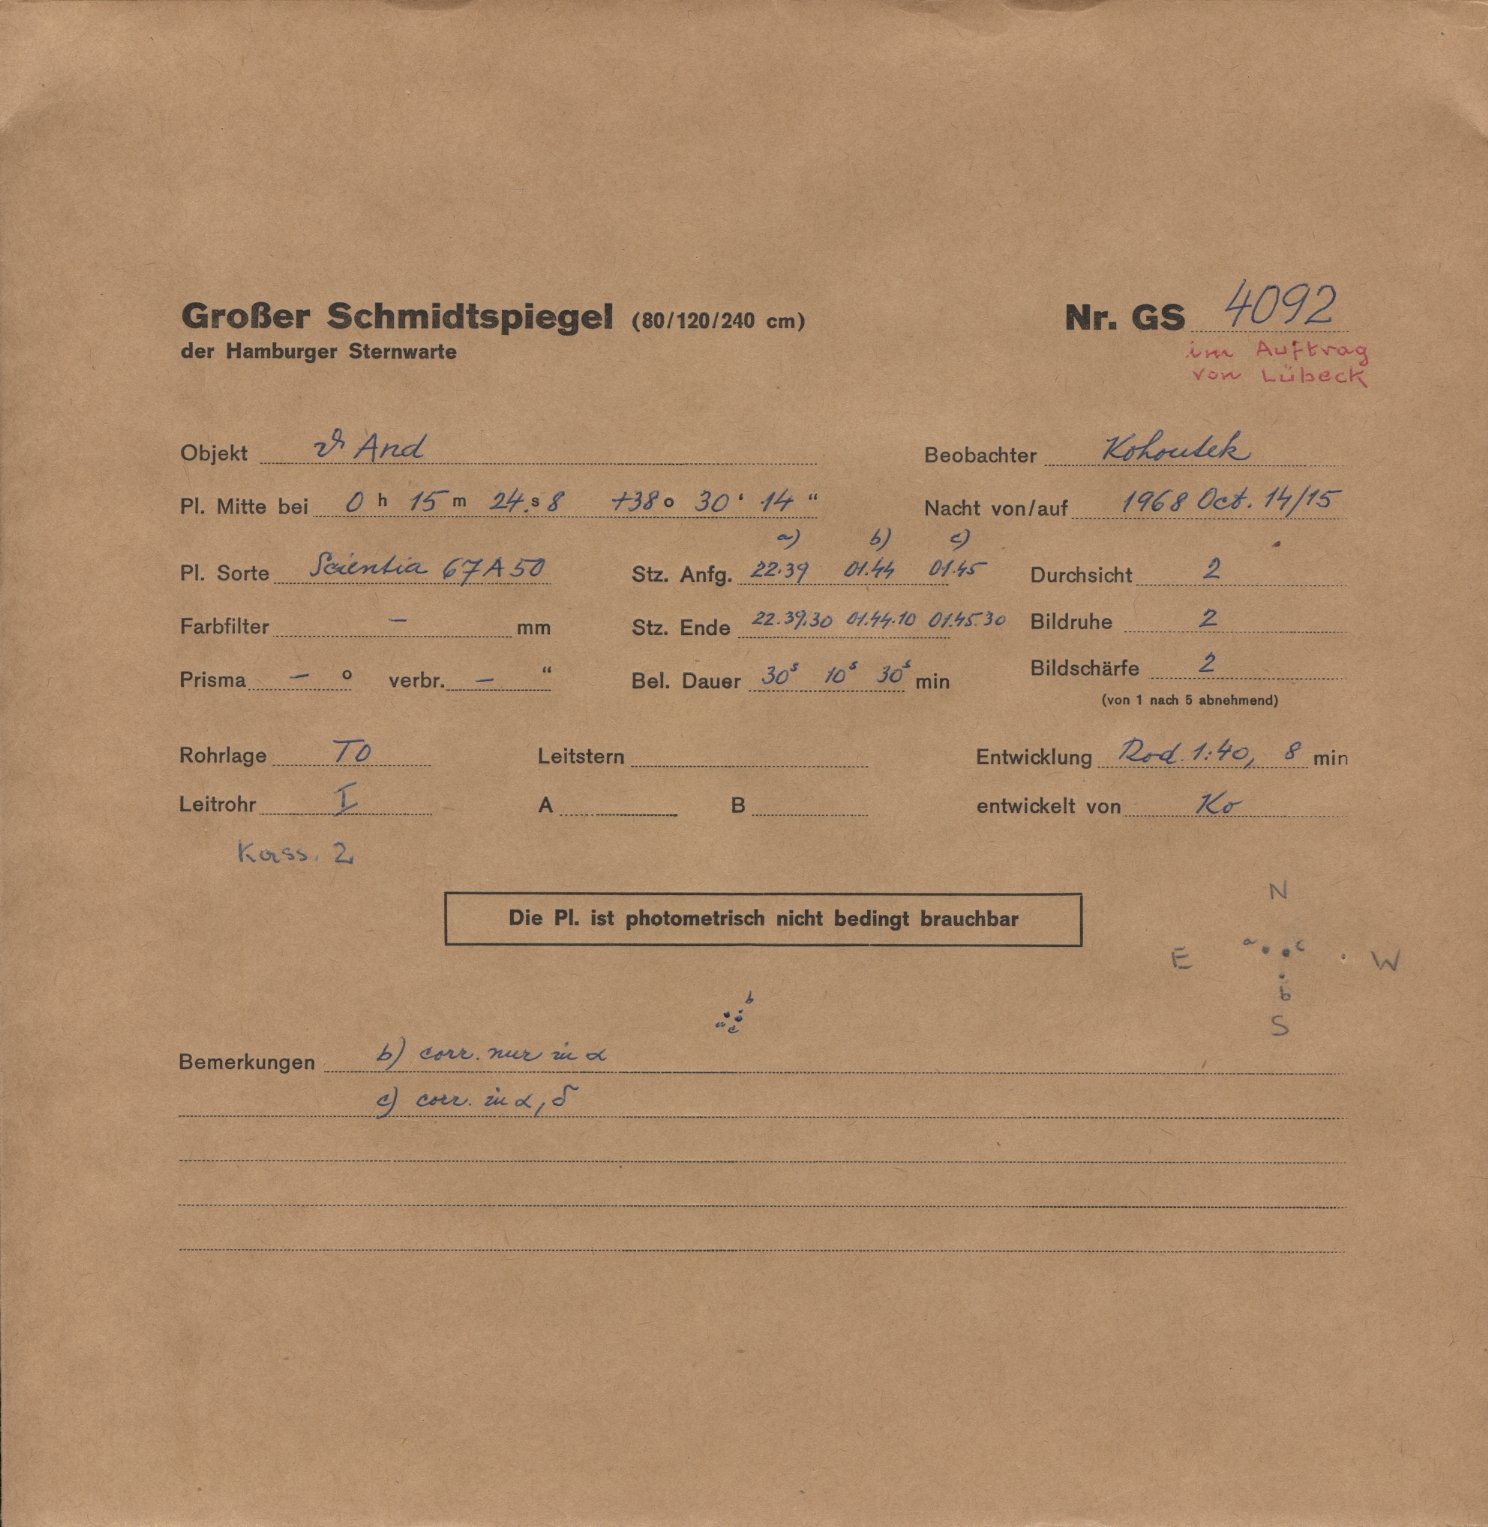 Großer Schmidtspiegel (80/120/240 cm) Nr. GS 4092
der Hamburger Sternwarte
im Auftrag
von Lübeck
Objekt ϑ And Beobachter Kohoutek
Pl. Mitte bei 0 h 15 m 24.s 8 +38 o 30 ' 14 “ Nacht von/auf 1968 Oct. 14/15
a) b) c)
Pl. Sorte Scientia 67A50 Stz. Anfg. 22.39 01.44 01.45 Durchsicht 2
Farbfilter – mm Stz. Ende 22.39.30 01.44.10 01.45.30 Bildruhe 2
Prisma – o verbr. – “ Bel. Dauer 30s 10s 30s min Bildschärfe 2
(von 1 nach 5 abnehmend)
Rohrlage TO Leitstern Entwicklung Rod. 1:40, 8 min
Leitrohr I A B entwickelt von Ko
Kass. 2
N
Die Pl. ist photometrisch nicht bedingt brauchbar
E a c W
b
S
b
a c
Bemerkungen b) corr. nur in α
c) corr. in α, δ